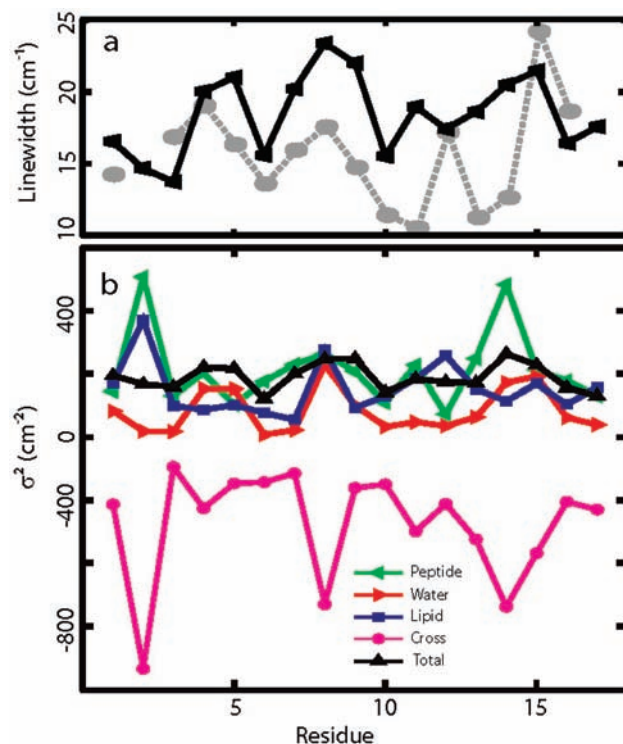 a
Linewidth (cm⁻¹)
25
20
15
10
b
σ² (cm⁻²)
400
0
-400
-800
Peptide
Water
Lipid
Cross
Total
5
10
15
Residue